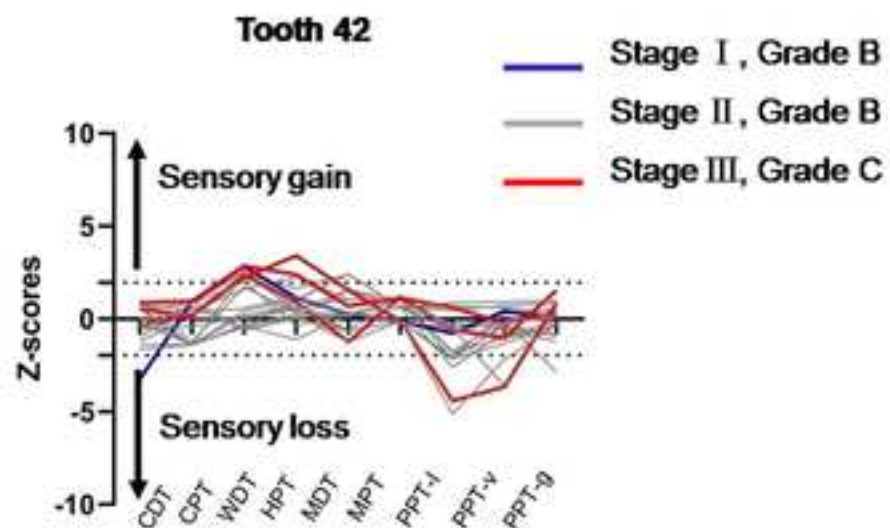 Tooth 42
Stage Ⅰ, Grade B
Stage Ⅱ, Grade B
Stage Ⅲ, Grade C
10
Sensory gain
5
Z-scores
0
-5
Sensory loss
-10
CDT
CPT
WDT
HPT
MDT
MPT
PPT-l
PPT-v
PPT-g